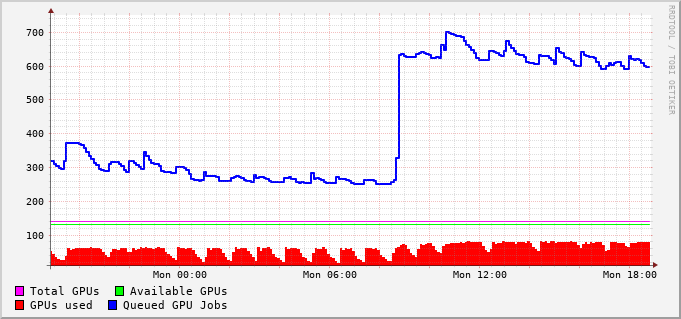 700
600
500
400
300
200
100
Mon 00:00 Mon 06:00 Mon 12:00 Mon 18:00
Total GPUs Available GPUs
GPUs used Queued GPU Jobs
RRDTOOL / TOBI OETIKER